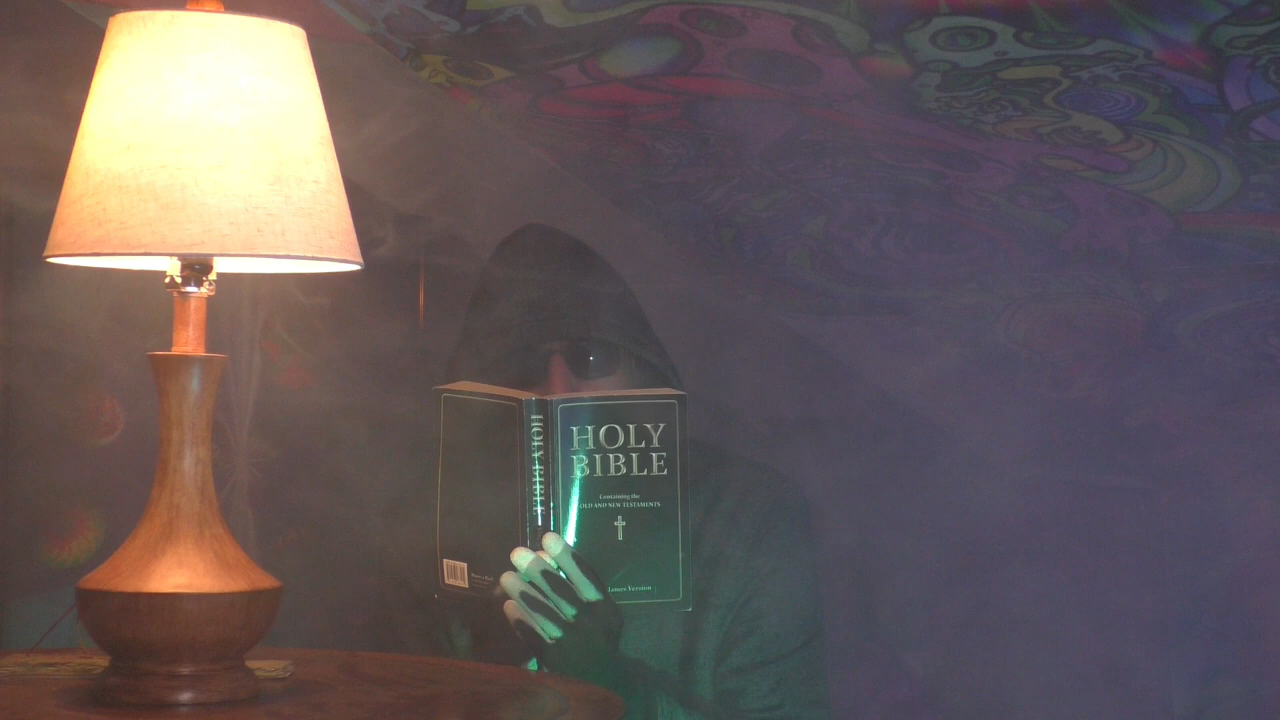 HOLY BIBLE
HOLY
BIBLE
Containing the
OLD AND NEW TESTAMENTS
James Version